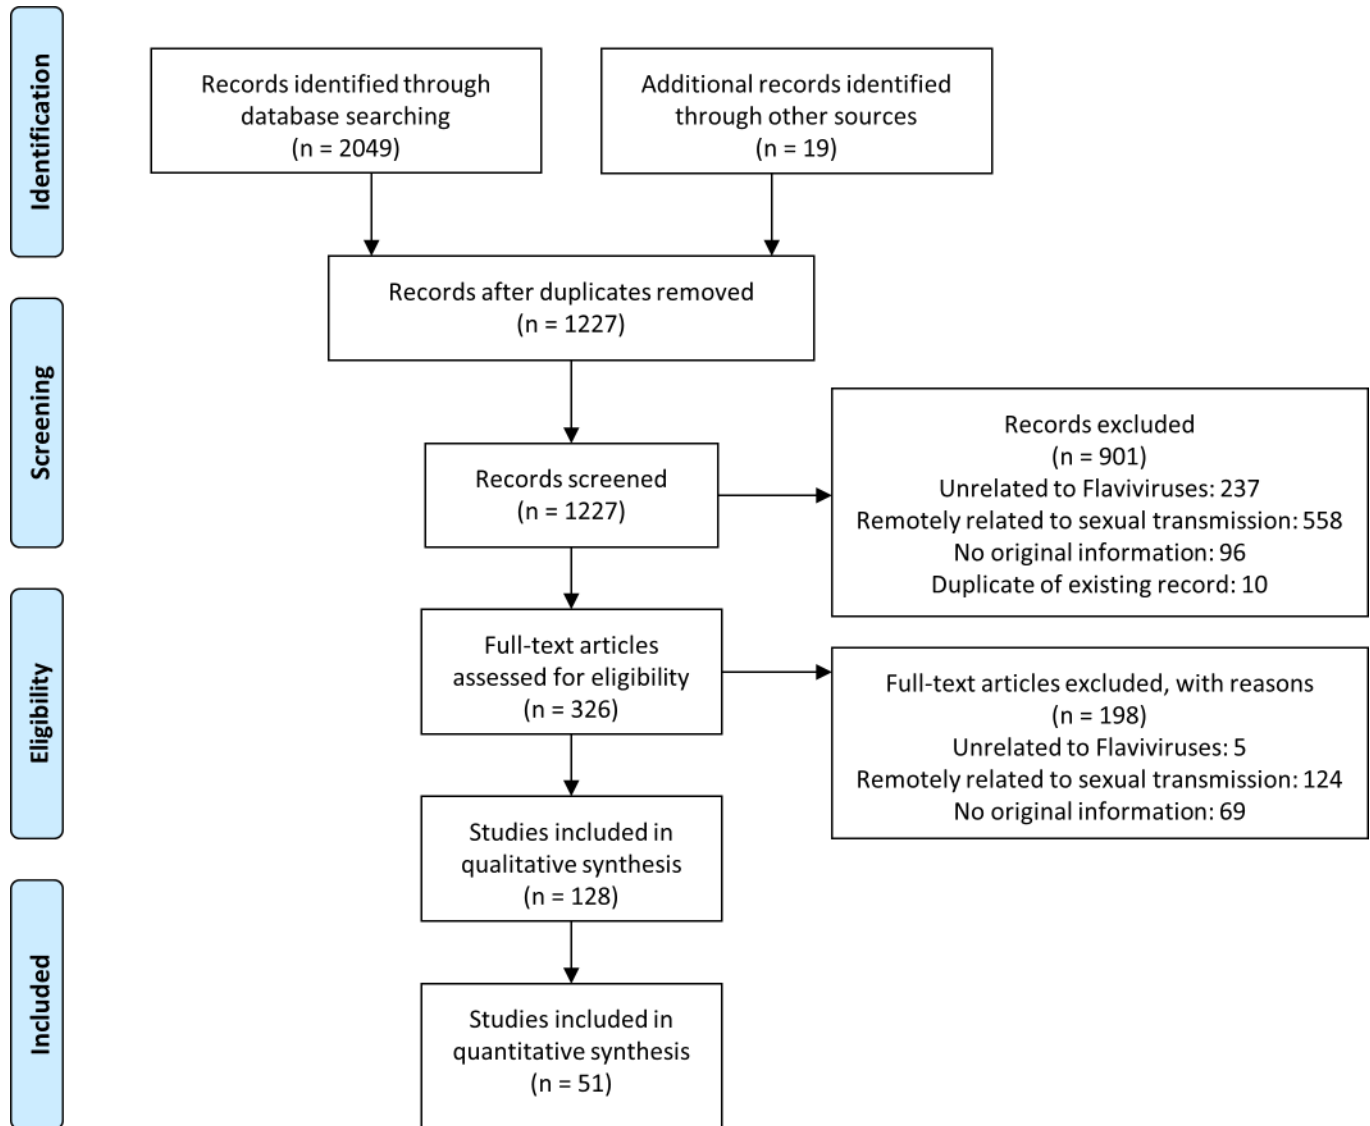 Identification
Records identified through
database searching
(n = 2049)
Additional records identified
through other sources
(n = 19)
Records after duplicates removed
(n = 1227)
Screening
Records screened
(n = 1227)
Records excluded
(n = 901)
Unrelated to Flaviviruses: 237
Remotely related to sexual transmission: 558
No original information: 96
Duplicate of existing record: 10
Eligibility
Full-text articles
assessed for eligibility
(n = 326)
Full-text articles excluded, with reasons
(n = 198)
Unrelated to Flaviviruses: 5
Remotely related to sexual transmission: 124
No original information: 69
Studies included in
qualitative synthesis
(n = 128)
Included
Studies included in
quantitative synthesis
(n = 51)